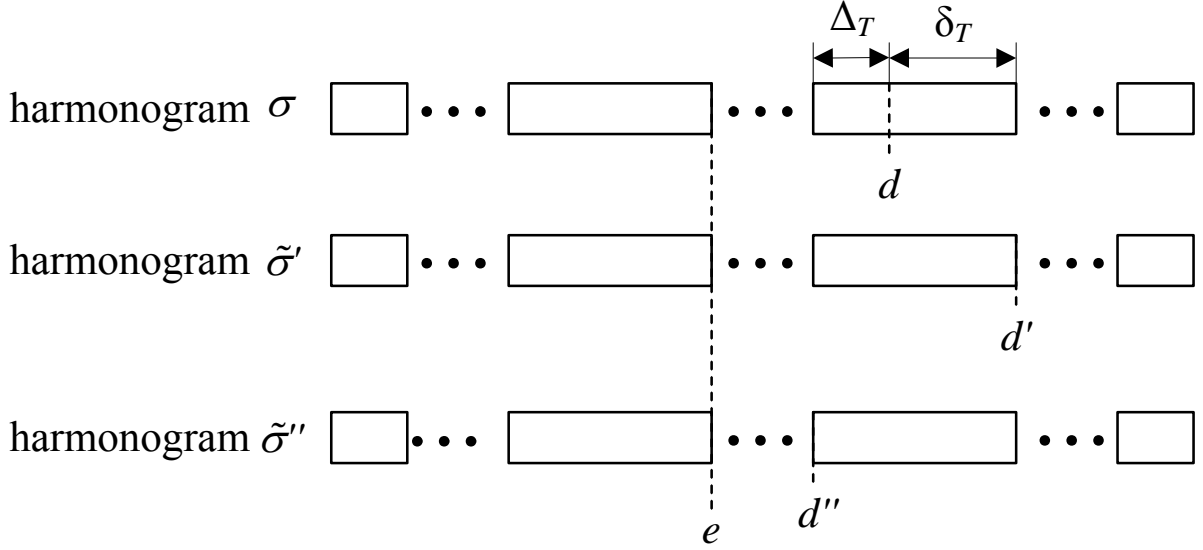 Δ_T δ_T
harmonogram σ
d
harmonogram σ̃'
d'
harmonogram σ̃''
d''
e